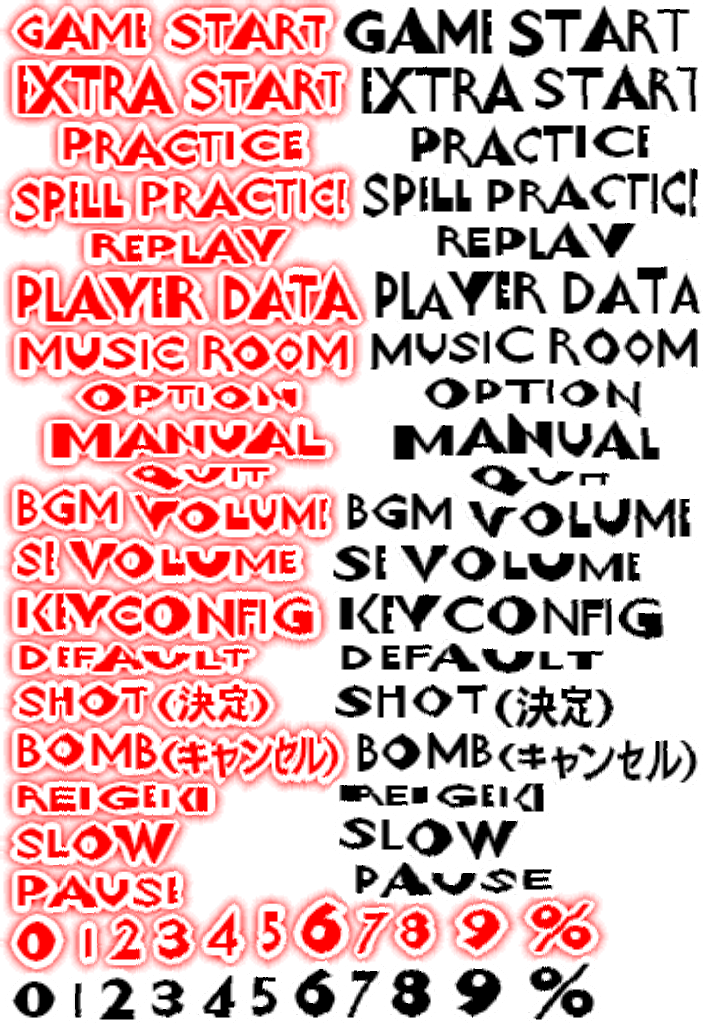 GAME START GAME START
EXTRA START EXTRA START
PRACTICE PRACTICE
SPELL PRACTICE SPELL PRACTICE
REPLAY REPLAY
PLAYER DATA PLAYER DATA
MUSIC ROOM MUSIC ROOM
OPTION OPTION
MANUAL MANUAL
QUIT QUIT
BGM VOLUME BGM VOLUME
SE VOLUME SE VOLUME
KEYCONFIG KEYCONFIG
DEFAULT DEFAULT
SHOT(決定) SHOT(決定)
BOMB(キャンセル) BOMB(キャンセル)
REIGEKI REIGEKI
SLOW SLOW
PAUSE PAUSE
0 1 2 3 4 5 6 7 8 9 %
0 1 2 3 4 5 6 7 8 9 %